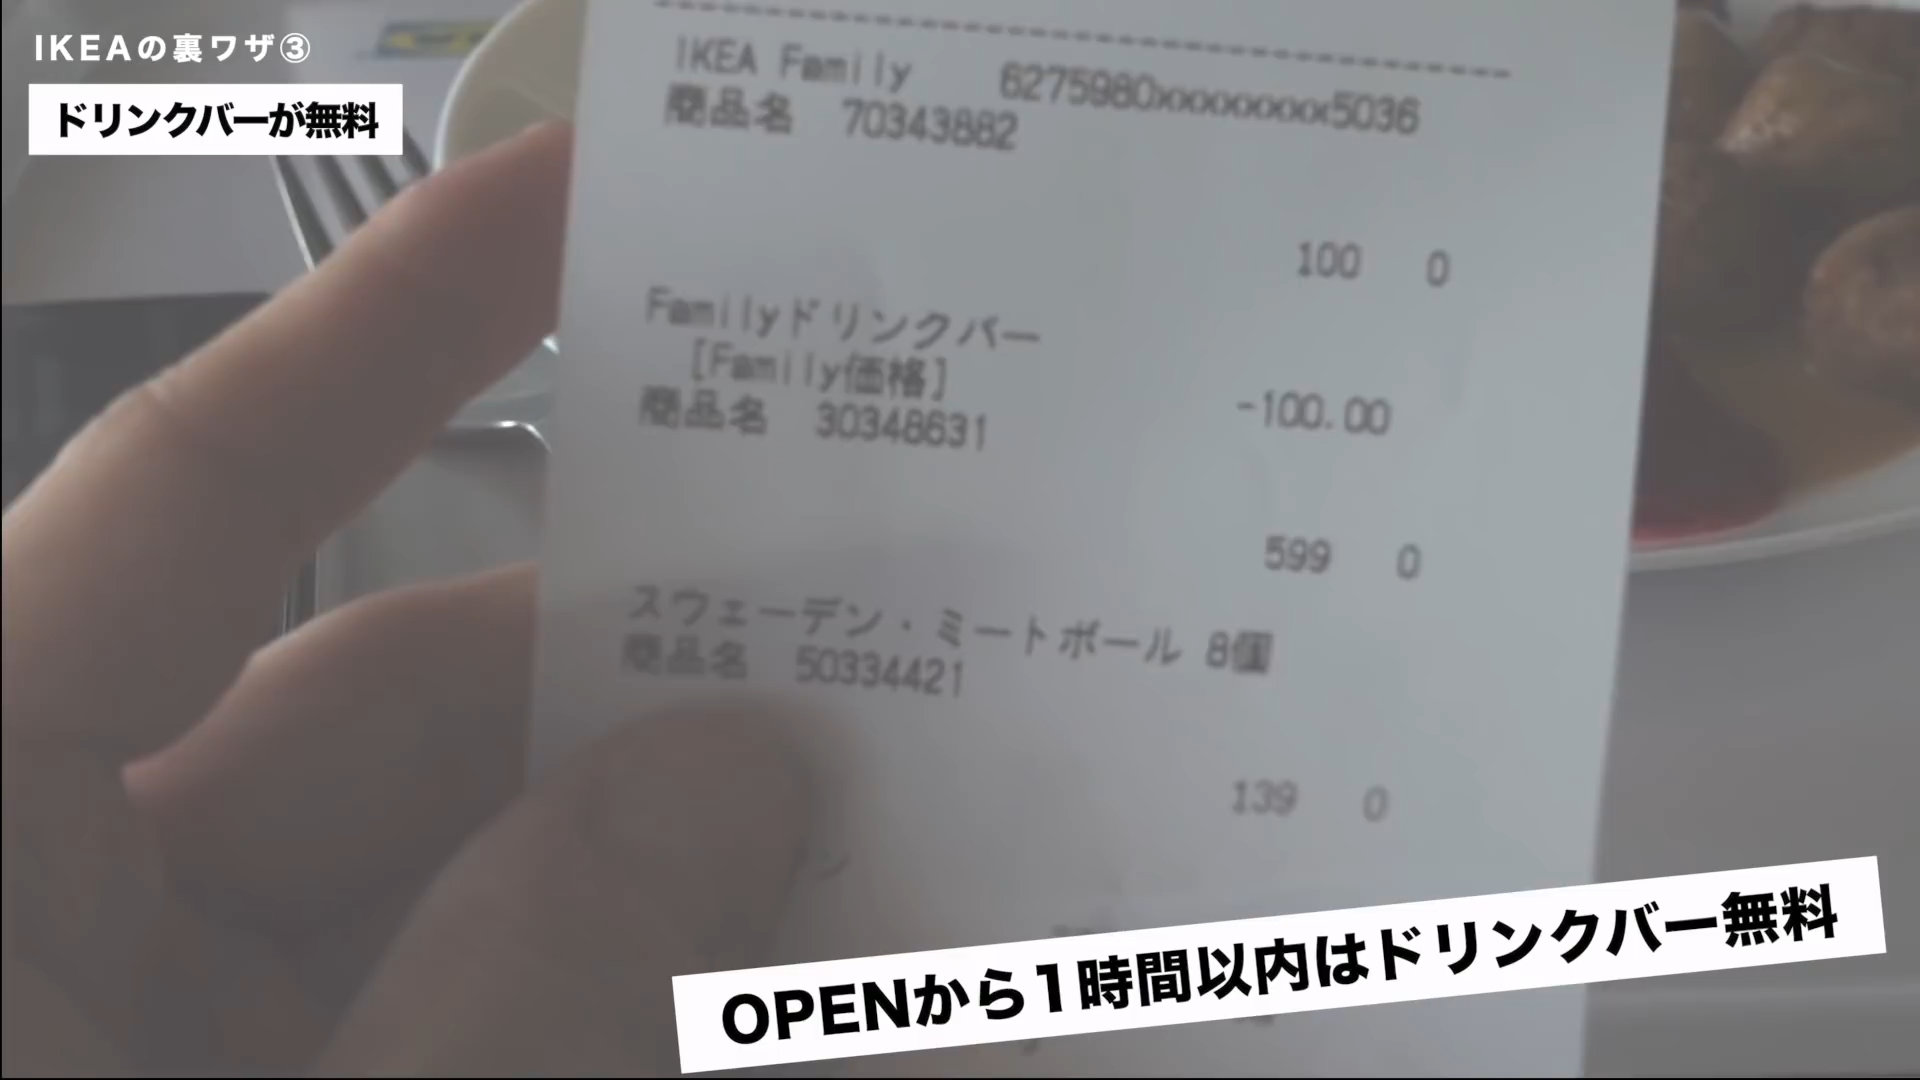 IKEAの裏ワザ③
ドリンクバーが無料
IKEA Family 6275980xxxxxxxxx5036
商品名 70343882
100 0
Familyドリンクバー
[Family価格] -100.00
商品名 30348631
599 0
スウェーデン・ミートボール 8個
商品名 50334421
139 0
ン
OPENから1時間以内はドリンクバー無料